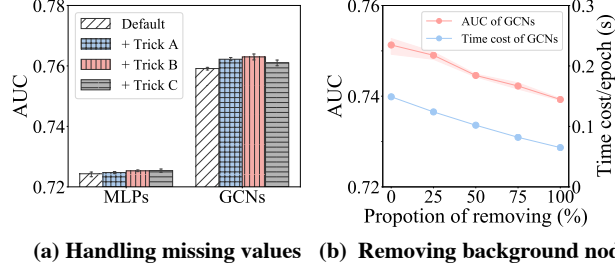 0.78
0.76
0.74
0.72
AUC
Default
+ Trick A
+ Trick B
+ Trick C
MLPs GCNs
(a) Handling missing values
0.76
0.74
0.72
AUC
AUC of GCNs
Time cost of GCNs
0.3
0.2
0.1
0
Time cost/epoch (s)
0 25 50 75 100
Propotion of removing (%)
(b) Removing background nod